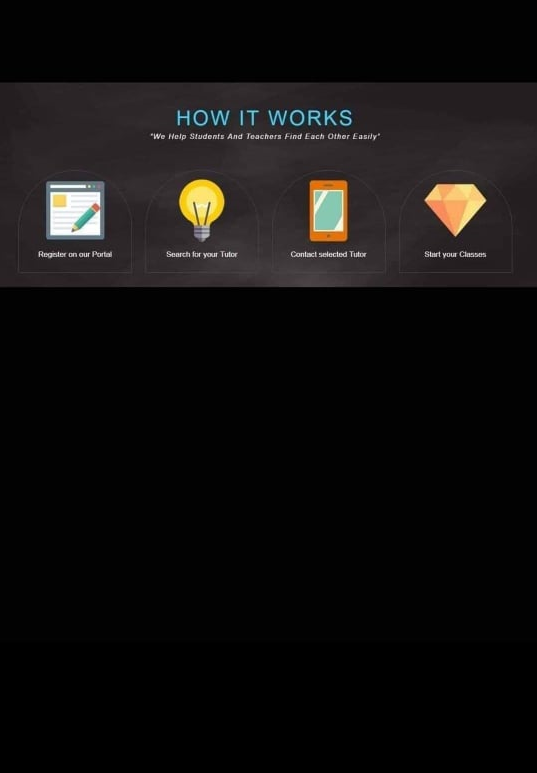 HOW IT WORKS
"We Help Students And Teachers Find Each Other Easily"
Register on our Portal
Search for your Tutor
Contact selected Tutor
Start your Classes